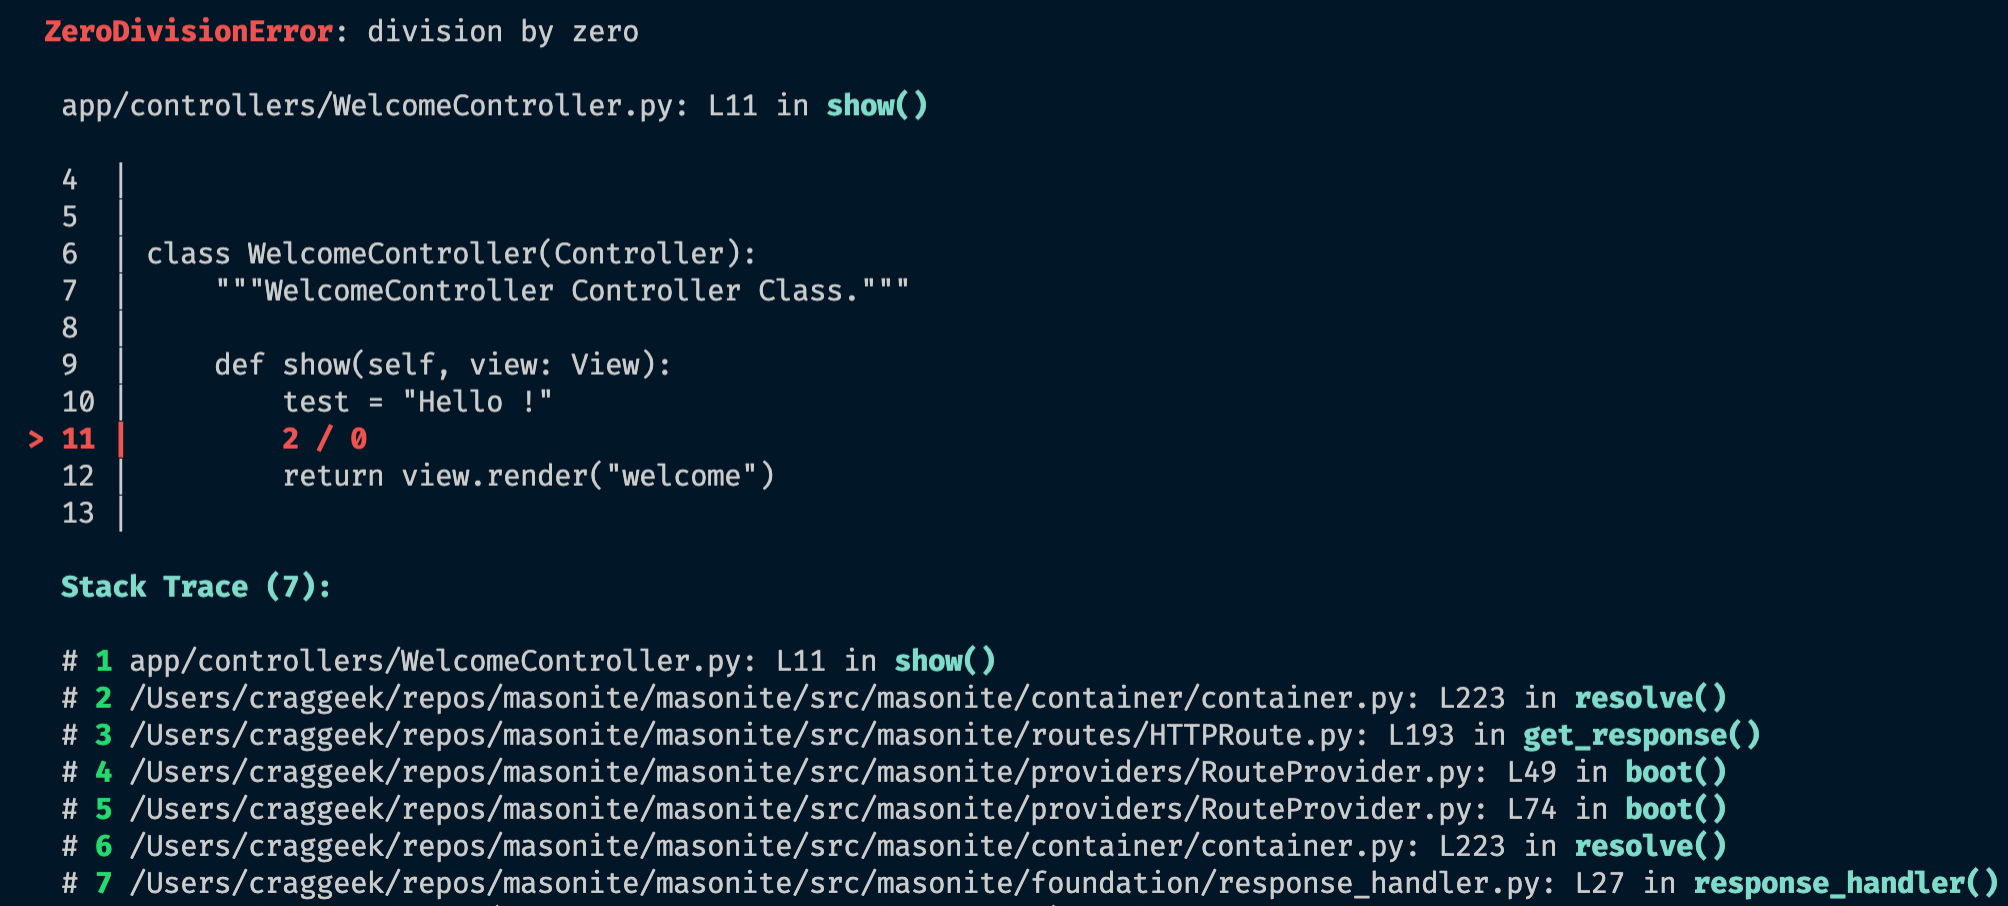 ZeroDivisionError: division by zero
app/controllers/WelcomeController.py: L11 in show()
4 |
5 |
6 | class WelcomeController(Controller):
7 |     """WelcomeController Controller Class."""
8 |
9 |     def show(self, view: View):
10 |         test = "Hello !"
> 11 |         2 / 0
12 |         return view.render("welcome")
13 |
Stack Trace (7):
# 1 app/controllers/WelcomeController.py: L11 in show()
# 2 /Users/craggeek/repos/masonite/masonite/src/masonite/container/container.py: L223 in resolve()
# 3 /Users/craggeek/repos/masonite/masonite/src/masonite/routes/HTTPRoute.py: L193 in get_response()
# 4 /Users/craggeek/repos/masonite/masonite/src/masonite/providers/RouteProvider.py: L49 in boot()
# 5 /Users/craggeek/repos/masonite/masonite/src/masonite/providers/RouteProvider.py: L74 in boot()
# 6 /Users/craggeek/repos/masonite/masonite/src/masonite/container/container.py: L223 in resolve()
# 7 /Users/craggeek/repos/masonite/masonite/src/masonite/foundation/response_handler.py: L27 in response_handler()